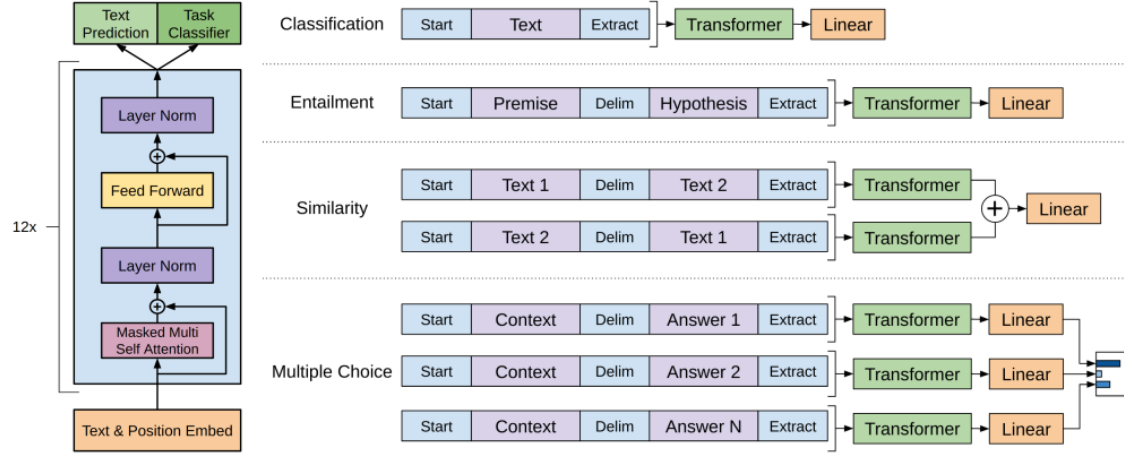 Text Prediction
Task Classifier
12x
Layer Norm
Feed Forward
Layer Norm
Masked Multi
Self Attention
Text & Position Embed
Classification
Start Text Extract Transformer Linear
Entailment
Start Premise Delim Hypothesis Extract Transformer Linear
Similarity
Start Text 1 Delim Text 2 Extract Transformer
Start Text 2 Delim Text 1 Extract Transformer
Linear
Multiple Choice
Start Context Delim Answer 1 Extract Transformer Linear
Start Context Delim Answer 2 Extract Transformer Linear
Start Context Delim Answer N Extract Transformer Linear